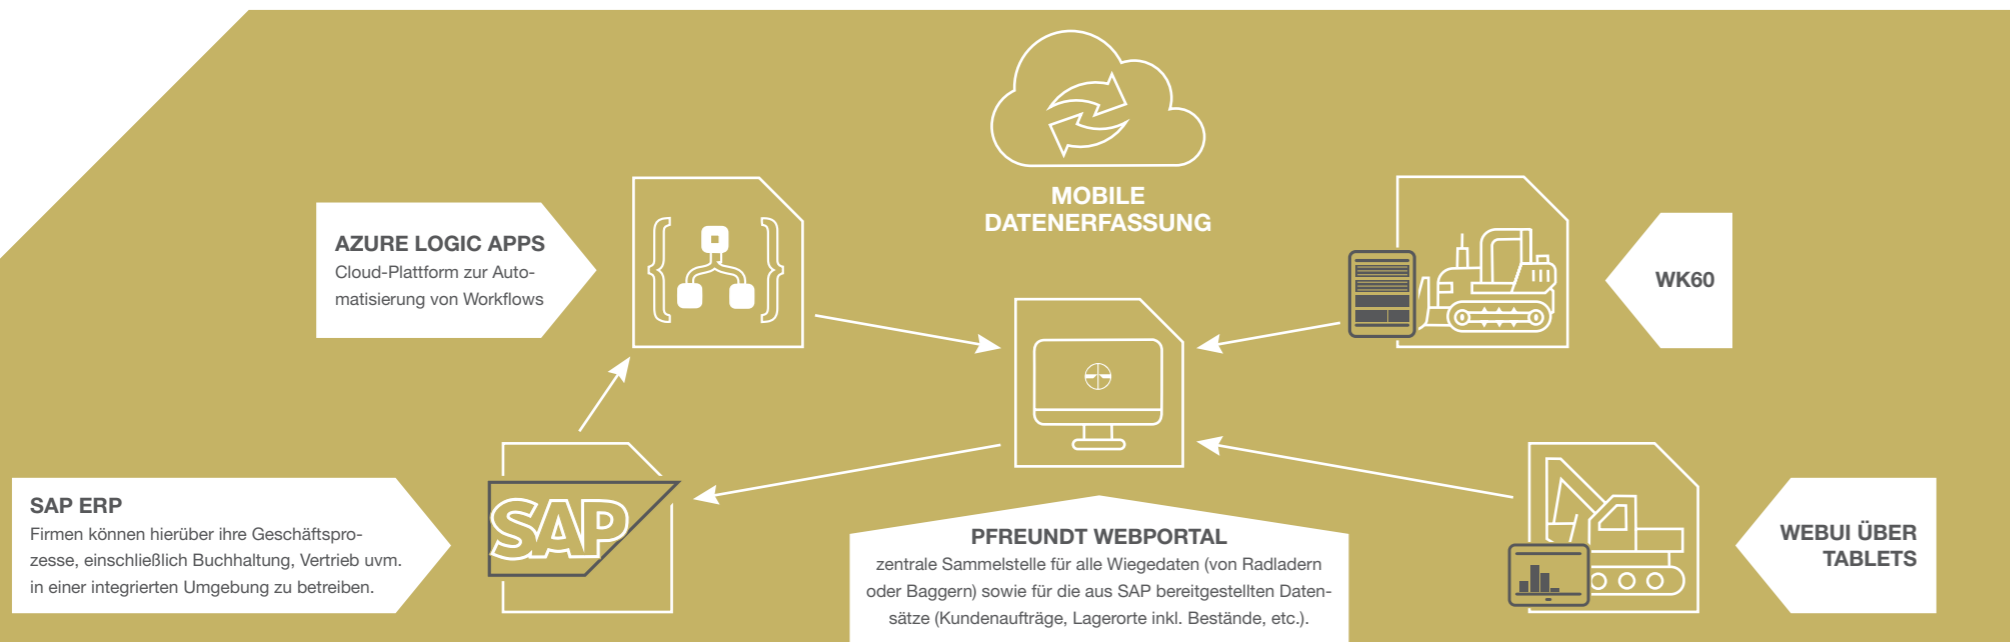 MOBILE
DATENERFASSUNG
AZURE LOGIC APPS
Cloud-Plattform zur Auto-
matisierung von Workflows
WK60
SAP ERP
Firmen können hierüber ihre Geschäftspro-
zesse, einschließlich Buchhaltung, Vertrieb uvm.
in einer integrierten Umgebung zu betreiben.
SAP
PFREUNDT WEBPORTAL
zentrale Sammelstelle für alle Wiegedaten (von Radladern
oder Baggern) sowie für die aus SAP bereitgestellten Daten-
sätze (Kundenaufträge, Lagerorte inkl. Bestände, etc.).
WEBUI ÜBER
TABLETS